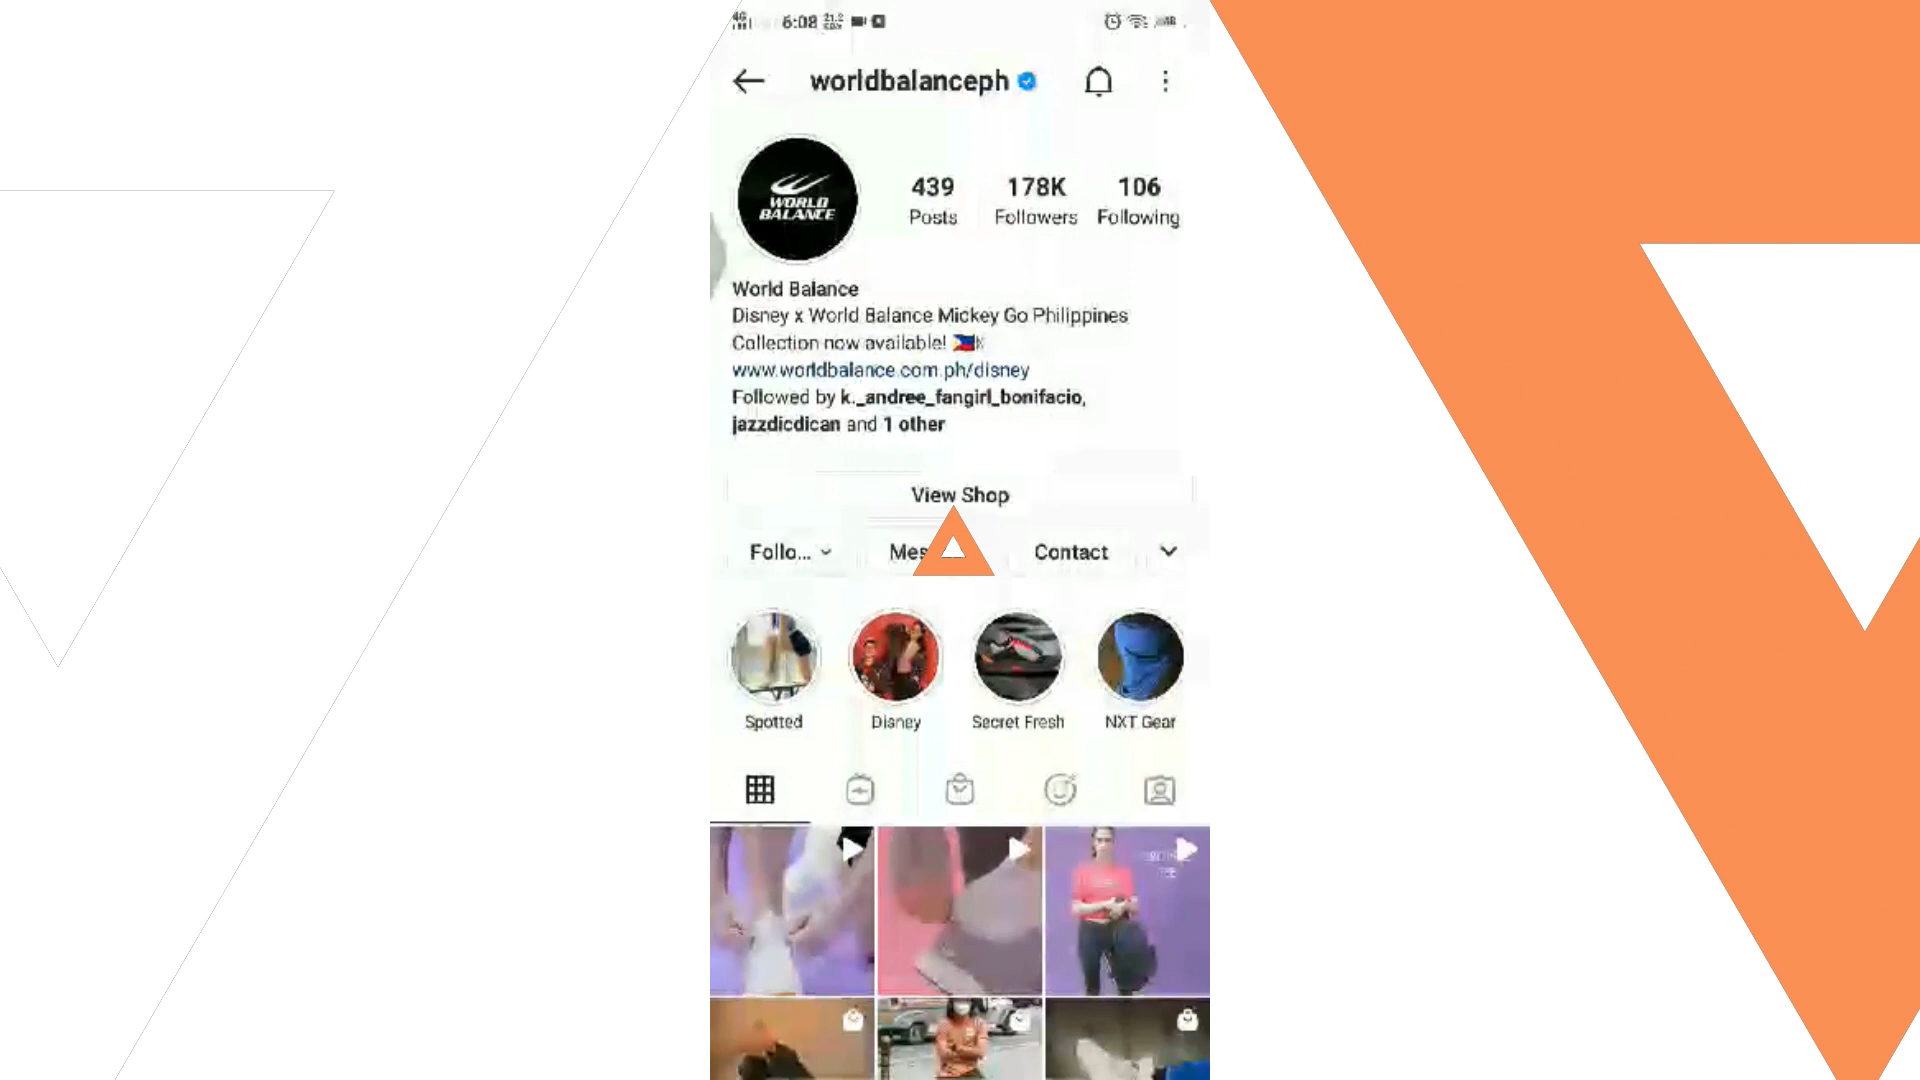 6:08
worldbalanceph
WORLD
BALANCE
439
Posts
178K
Followers
106
Following
World Balance
Disney x World Balance Mickey Go Philippines
Collection now available! 🇵🇭
www.worldbalance.com.ph/disney
Followed by k._andree_fangirl_bonifacio,
jazzdicdican and 1 other
View Shop
Follo...
Mes
Contact
Spotted
Disney
Secret Fresh
NXT Gear